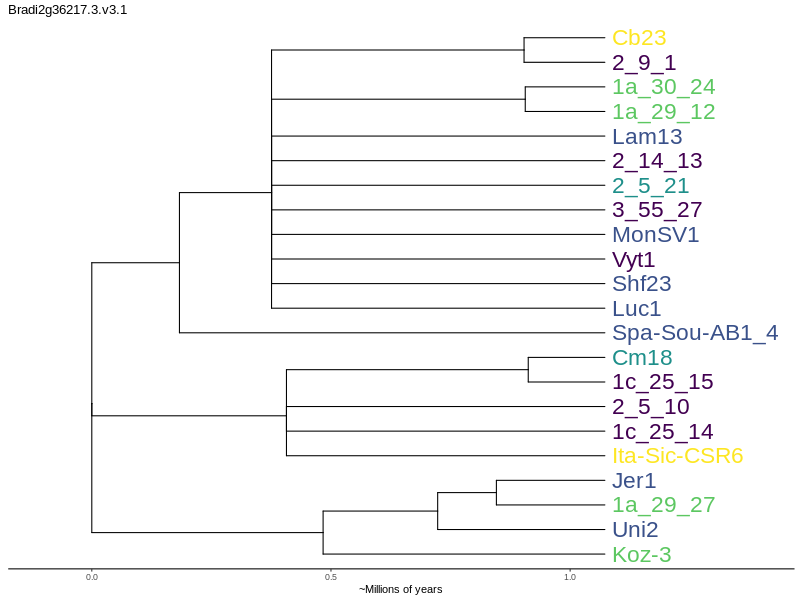 Bradi2g36217.3.v3.1
Cb23
2_9_1
1a_30_24
1a_29_12
Lam13
2_14_13
2_5_21
3_55_27
MonSV1
Vyt1
Shf23
Luc1
Spa-Sou-AB1_4
Cm18
1c_25_15
2_5_10
1c_25_14
Ita-Sic-CSR6
Jer1
1a_29_27
Uni2
Koz-3
0.0 0.5 1.0
~Millions of years